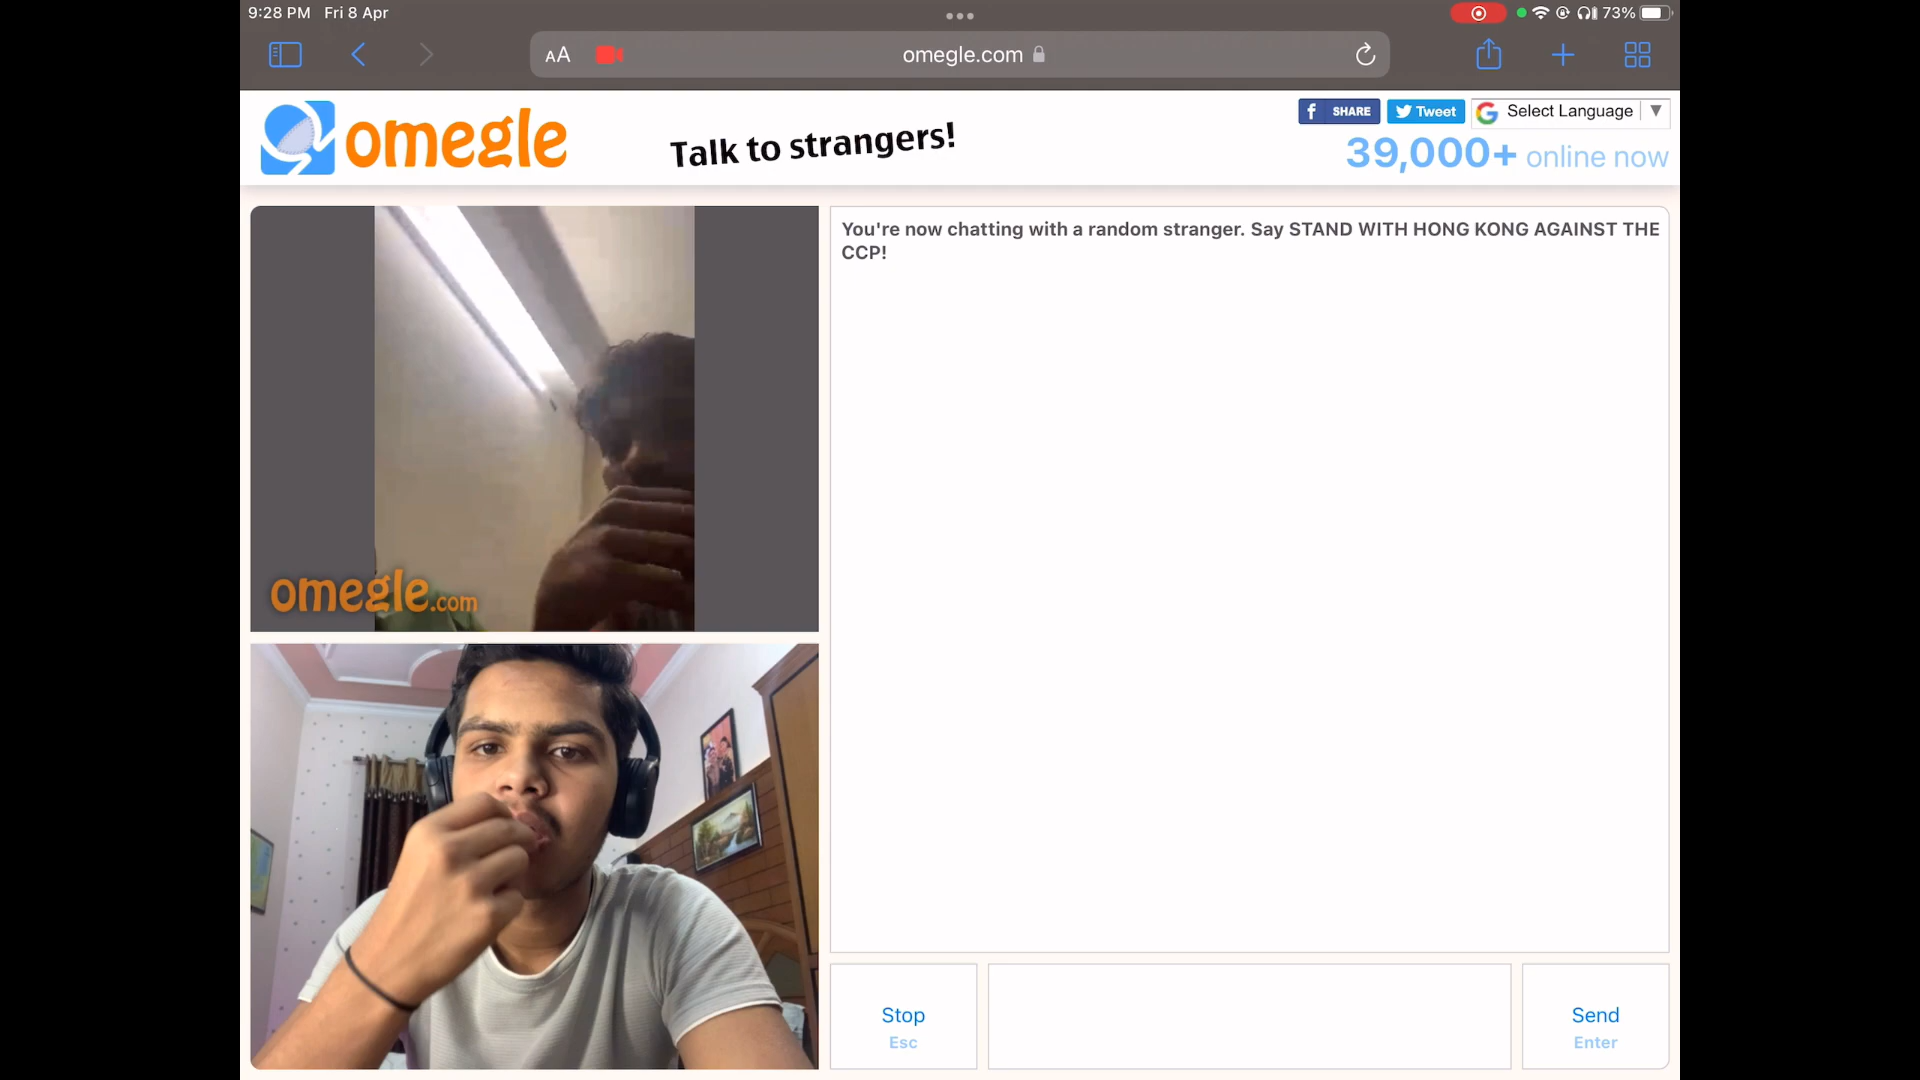 9:28 PM Fri 8 Apr
73%
AA
omegle.com
omegle
Talk to strangers!
SHARE
Tweet
Select Language
39,000+ online now
You're now chatting with a random stranger. Say STAND WITH HONG KONG AGAINST THE
CCP!
omegle.com
Stop
Esc
Send
Enter